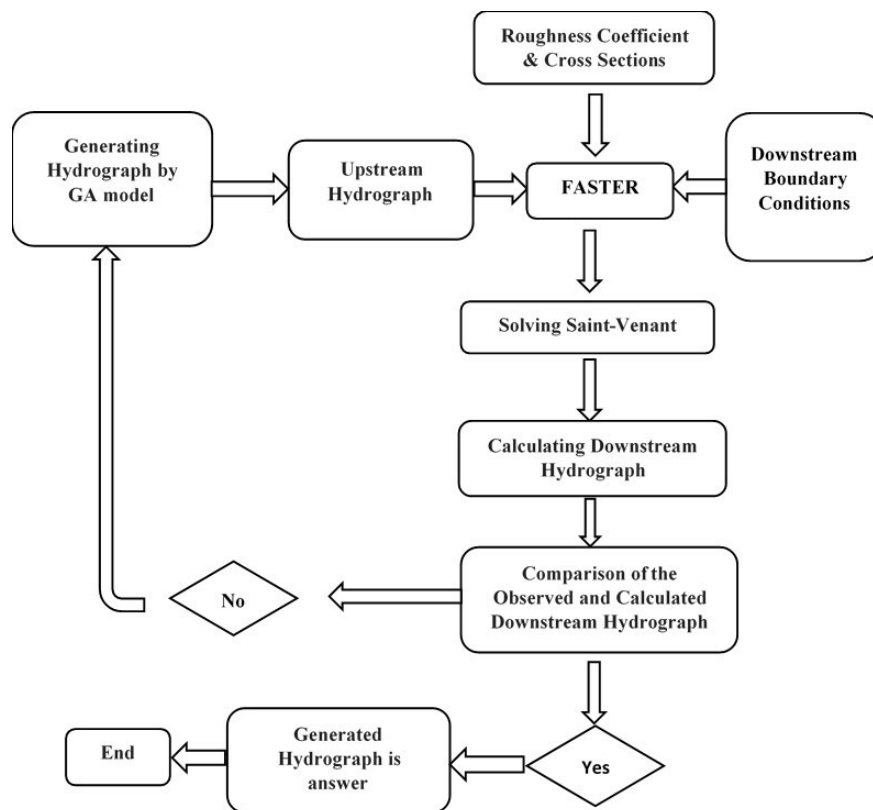 Roughness Coefficient
& Cross Sections
Generating
Hydrograph by
GA model
Upstream
Hydrograph
FASTER
Downstream
Boundary
Conditions
Solving Saint-Venant
Calculating Downstream
Hydrograph
Comparison of the
Observed and Calculated
Downstream Hydrograph
No
Yes
Generated
Hydrograph is
answer
End